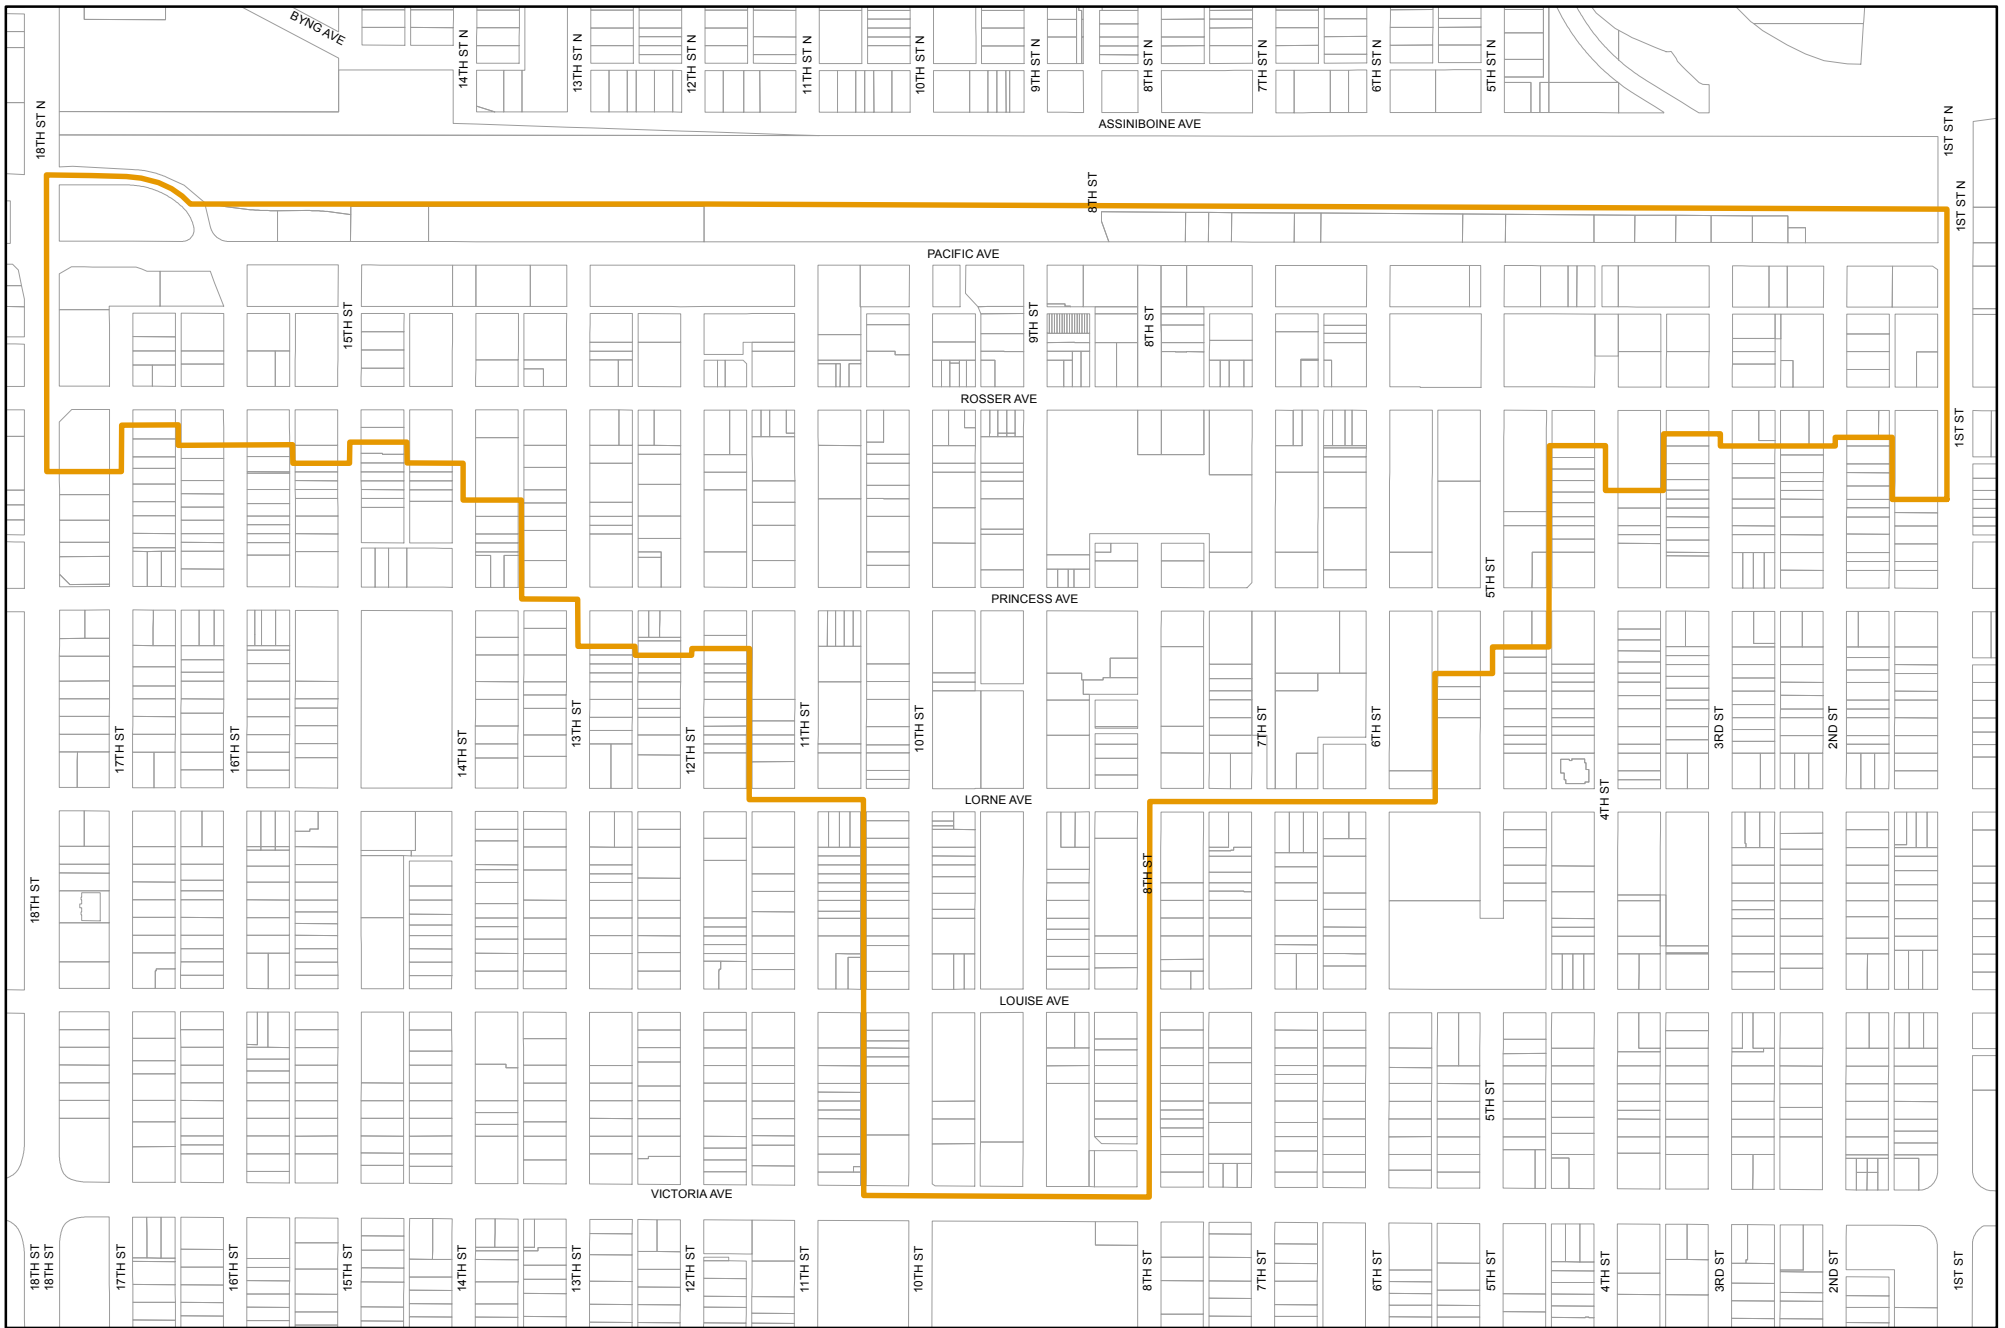 BYNG AVE
18TH ST N
14TH ST N
13TH ST N
12TH ST N
11TH ST N
10TH ST N
9TH ST N
8TH ST N
7TH ST N
6TH ST N
5TH ST N
1ST ST N
ASSINIBOINE AVE
8TH ST
1ST ST N
PACIFIC AVE
15TH ST
9TH ST
8TH ST
ROSSER AVE
1ST ST
5TH ST
PRINCESS AVE
17TH ST
16TH ST
14TH ST
13TH ST
12TH ST
11TH ST
10TH ST
7TH ST
6TH ST
3RD ST
2ND ST
4TH ST
LORNE AVE
18TH ST
8TH ST
LOUISE AVE
5TH ST
VICTORIA AVE
18TH ST
18TH ST
17TH ST
16TH ST
15TH ST
14TH ST
13TH ST
12TH ST
11TH ST
10TH ST
8TH ST
7TH ST
6TH ST
5TH ST
4TH ST
3RD ST
2ND ST
1ST ST